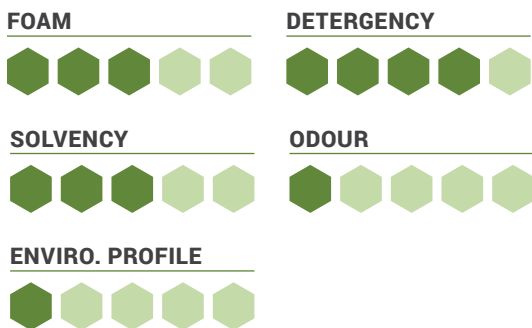 FOAM
DETERGENCY
SOLVENCY
ODOUR
ENVIRO. PROFILE